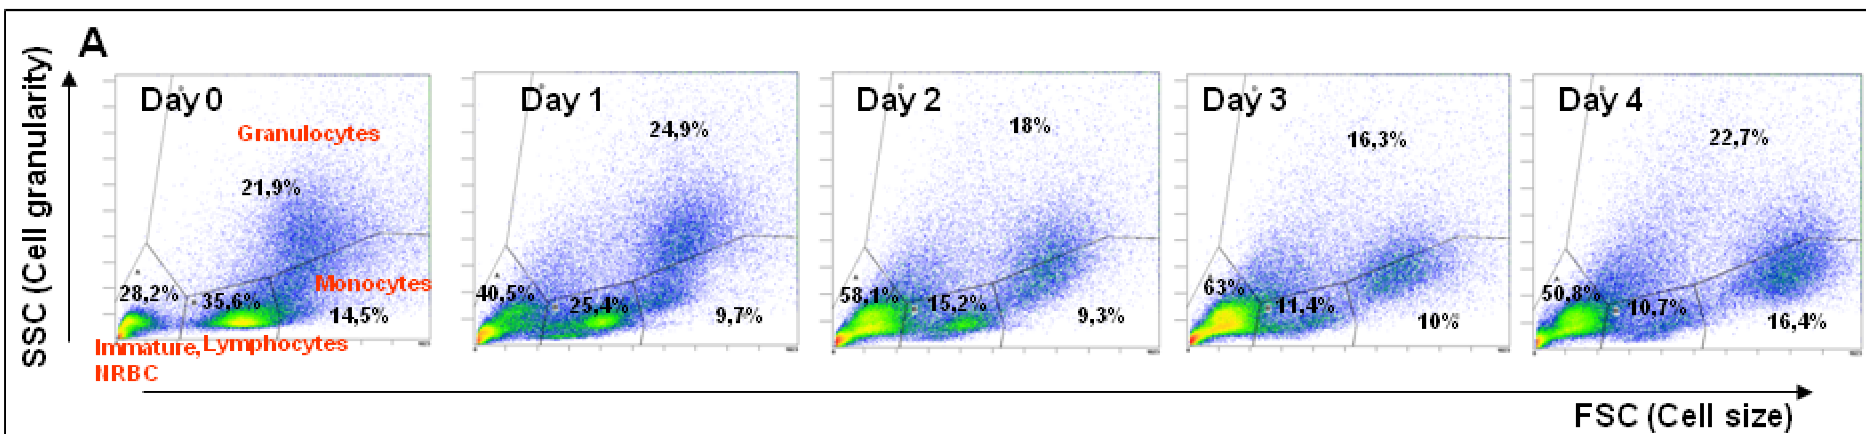 A
SSC (Cell granularity)
Day 0
Granulocytes
21,9%
28,2%
35,6%
Monocytes
14,5%
Immature, Lymphocytes
NRBC
Day 1
24,9%
40,5%
25,4%
9,7%
Day 2
18%
58,1%
15,2%
9,3%
Day 3
16,3%
63%
11,4%
10%
Day 4
22,7%
50,8%
10,7%
16,4%
FSC (Cell size)